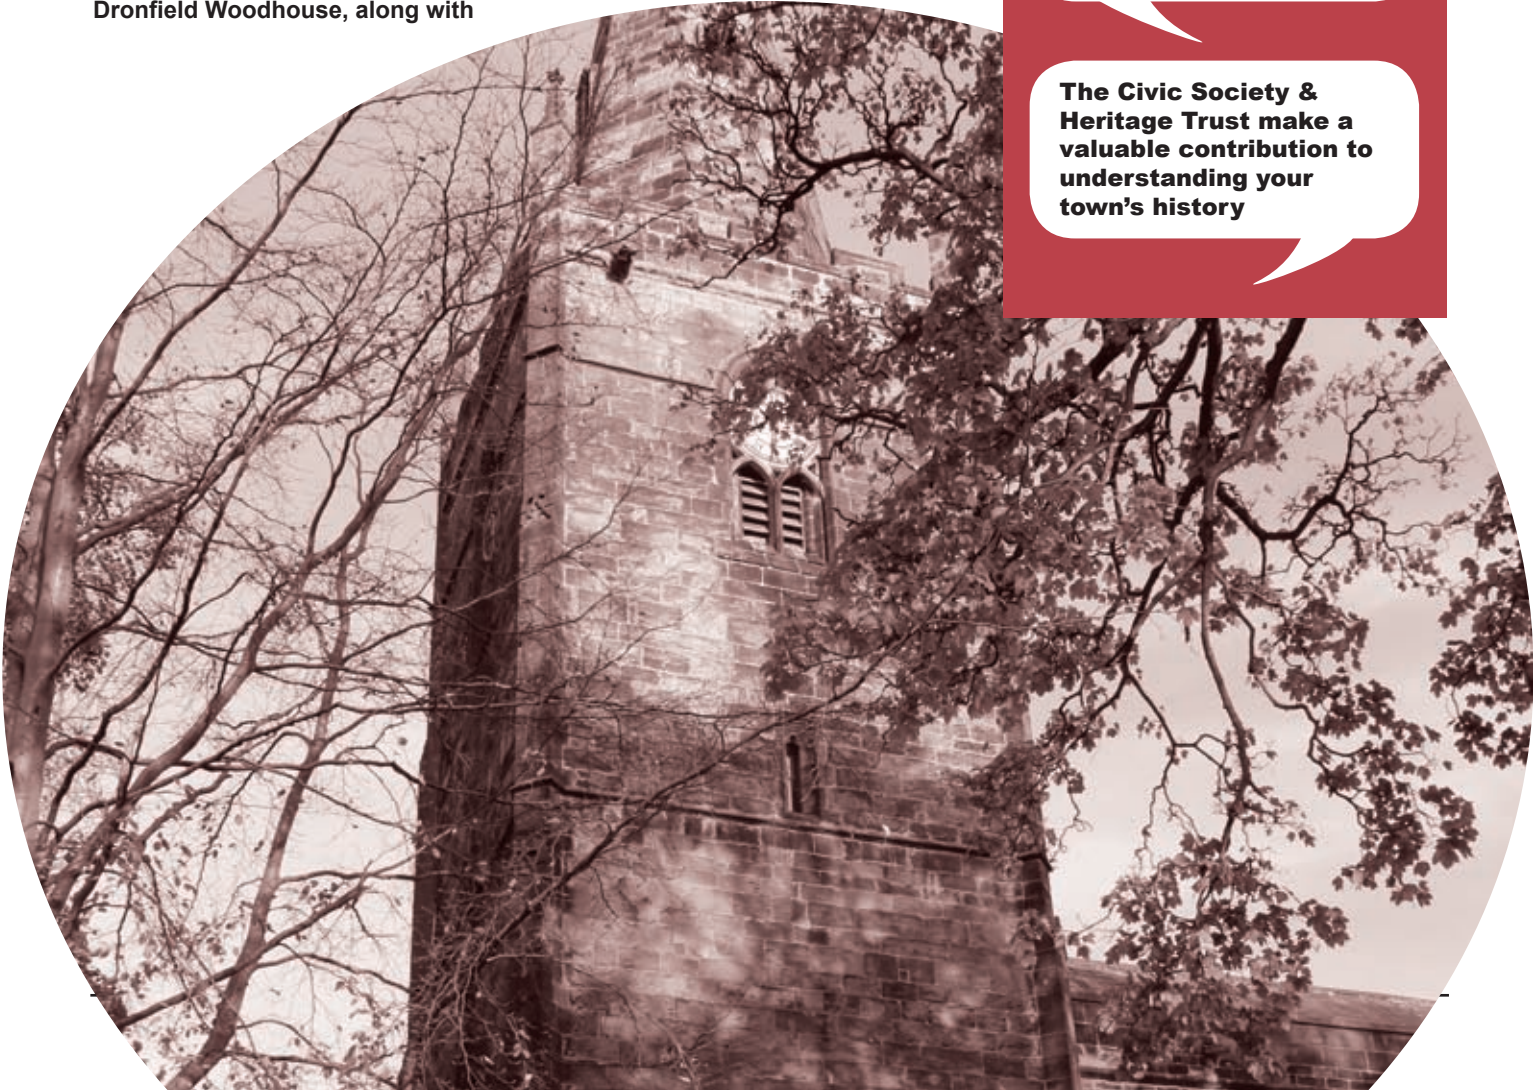 Dronfield Woodhouse, along with
The Civic Society &
Heritage Trust make a
valuable contribution to
understanding your
town's history